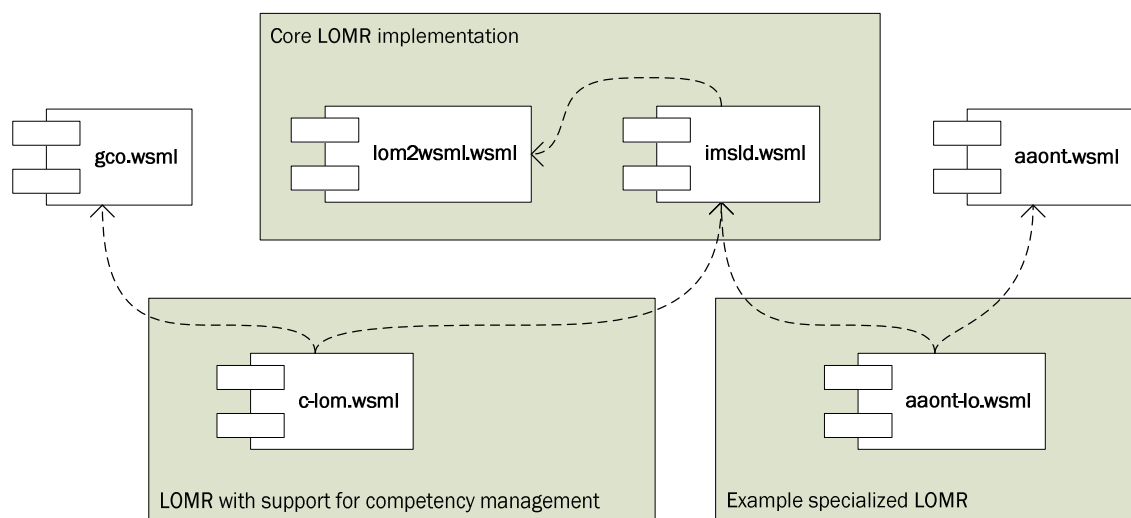 Core LOMR implementation
gco.wsml
lom2wsml.wsml
imsld.wsml
aaont.wsml
c-lom.wsml
aaont-lo.wsml
LOMR with support for competency management
Example specialized LOMR